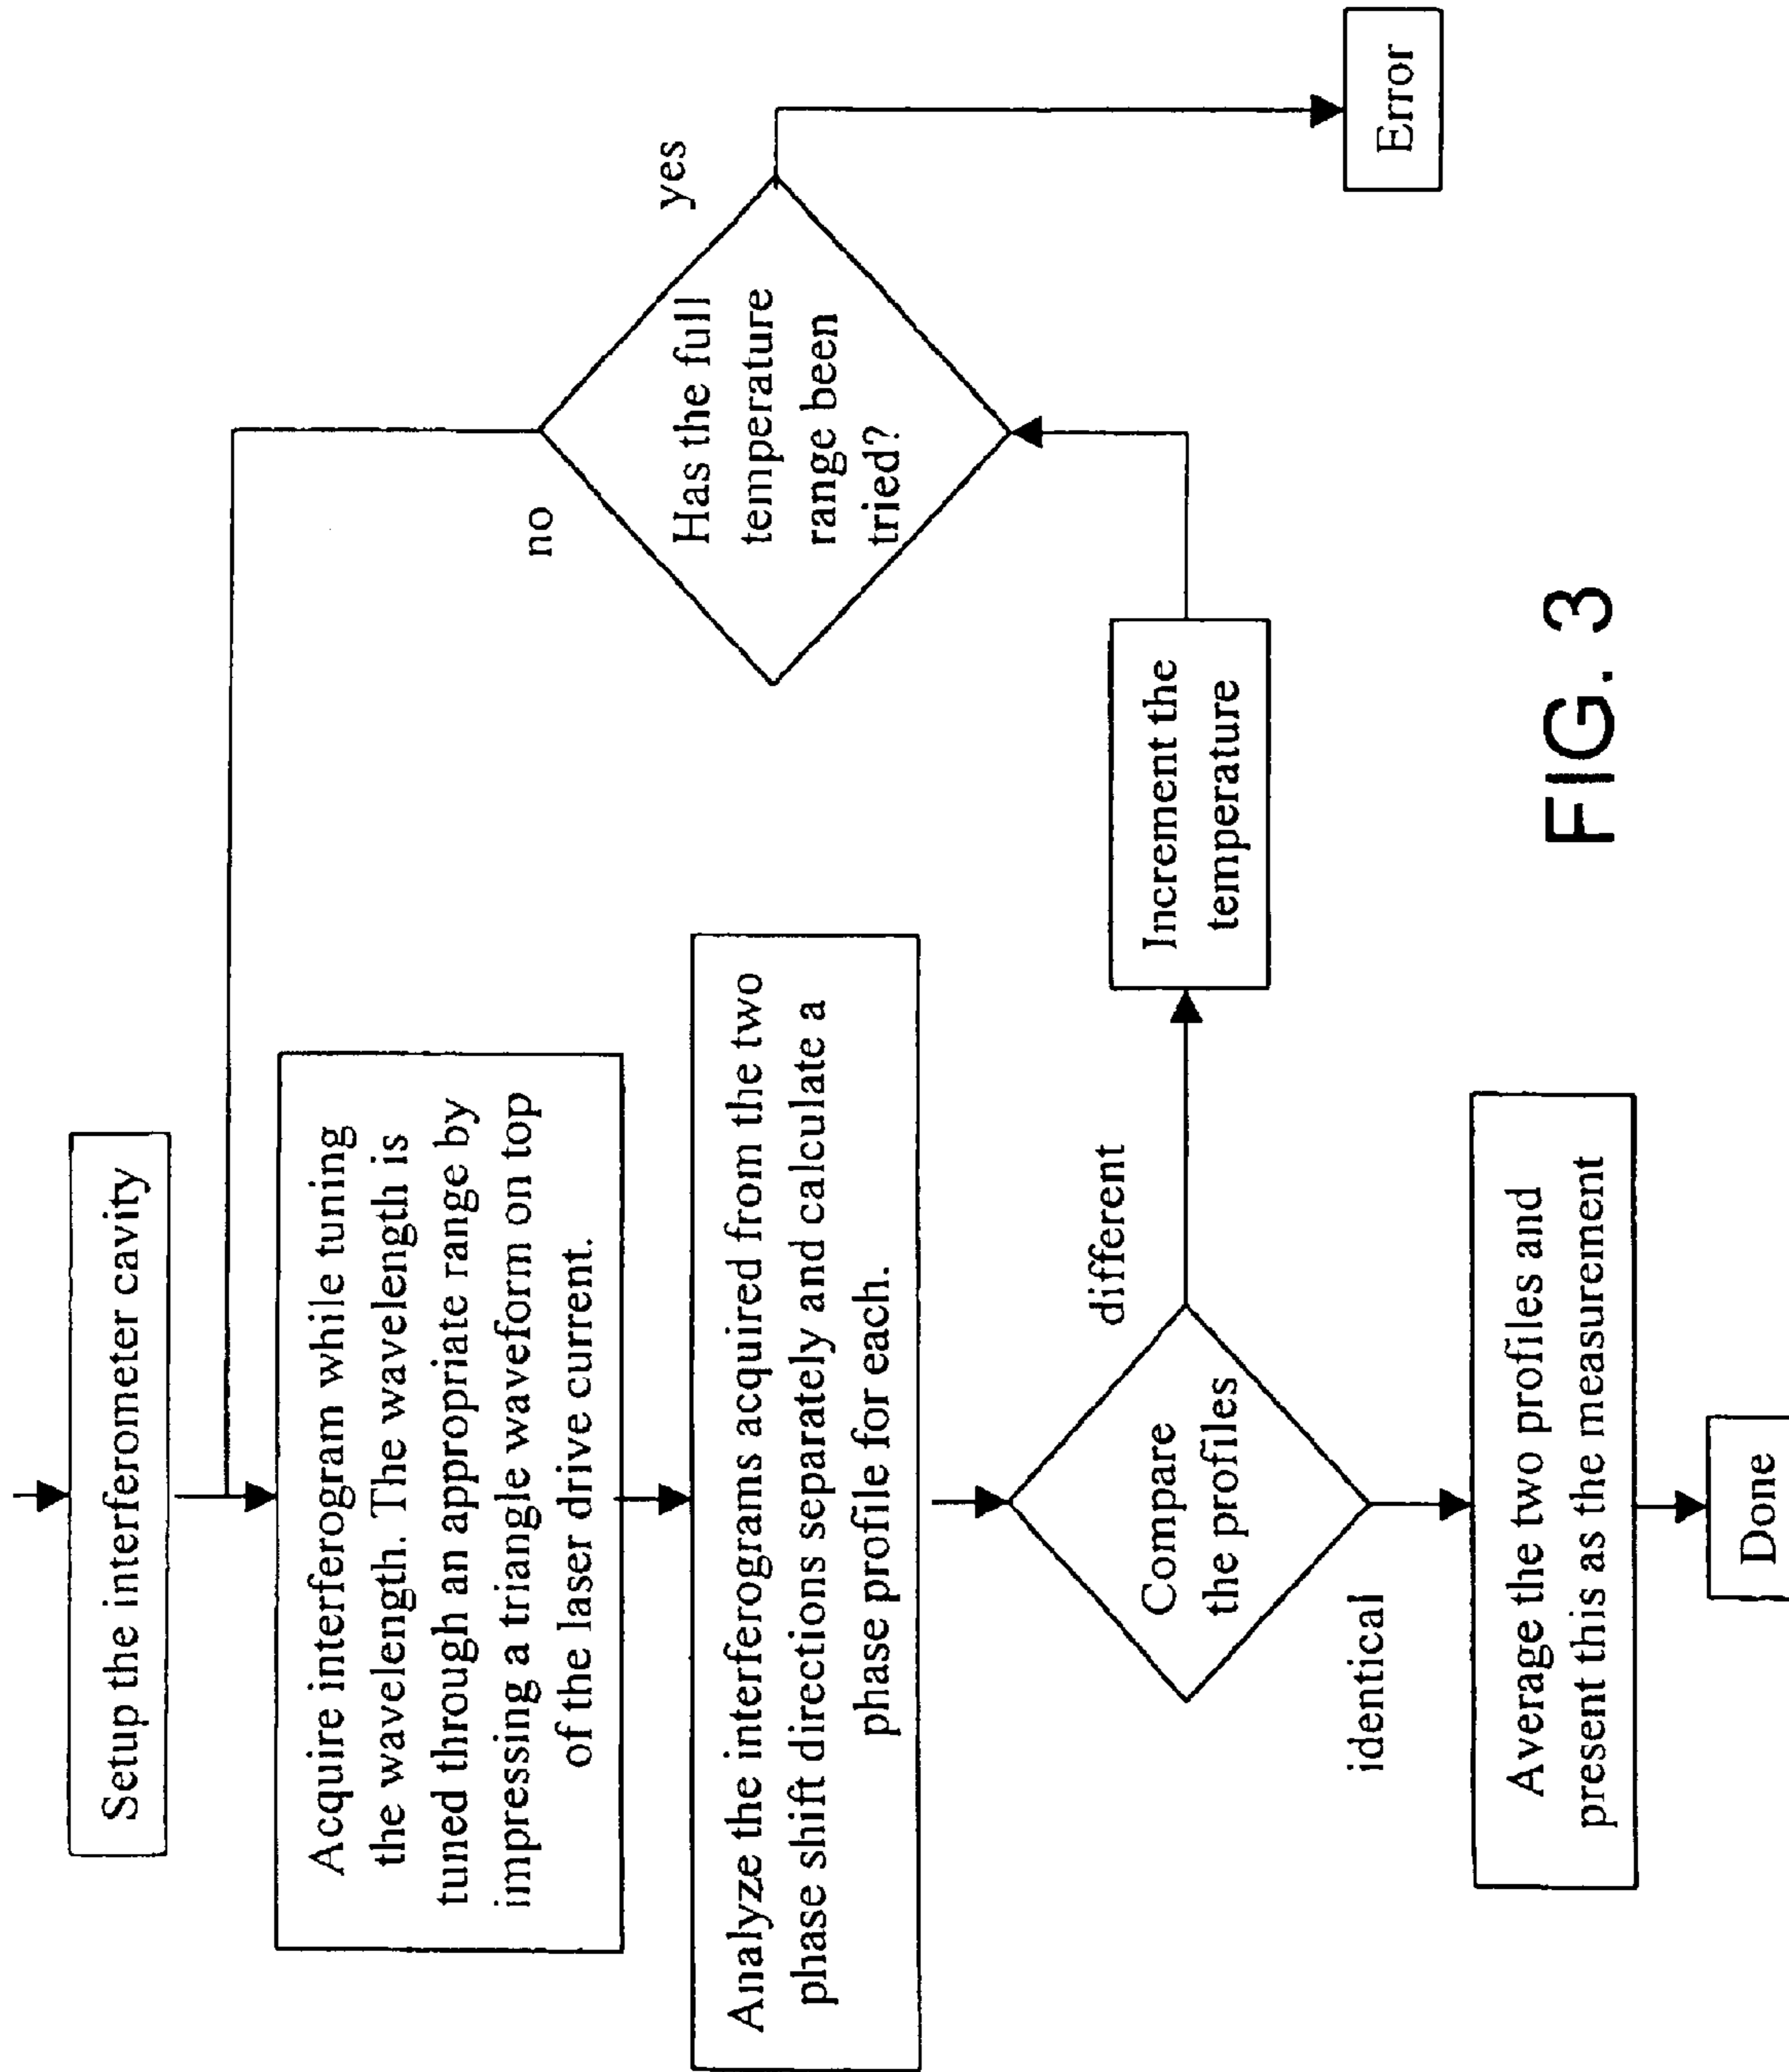 Setup the interferometer cavity
Acquire interferogram while tuning
the wavelength. The wavelength is
tuned through an appropriate range by
impressing a triangle waveform on top
of the laser drive current.
Analyze the interferograms acquired from the two
phase shift directions separately and calculate a
phase profile for each.
Compare
the profiles
different
identical
Increment the
temperature
Has the full
temperature
range been
tried?
no
yes
Error
Average the two profiles and
present this as the measurement
Done
FIG. 3